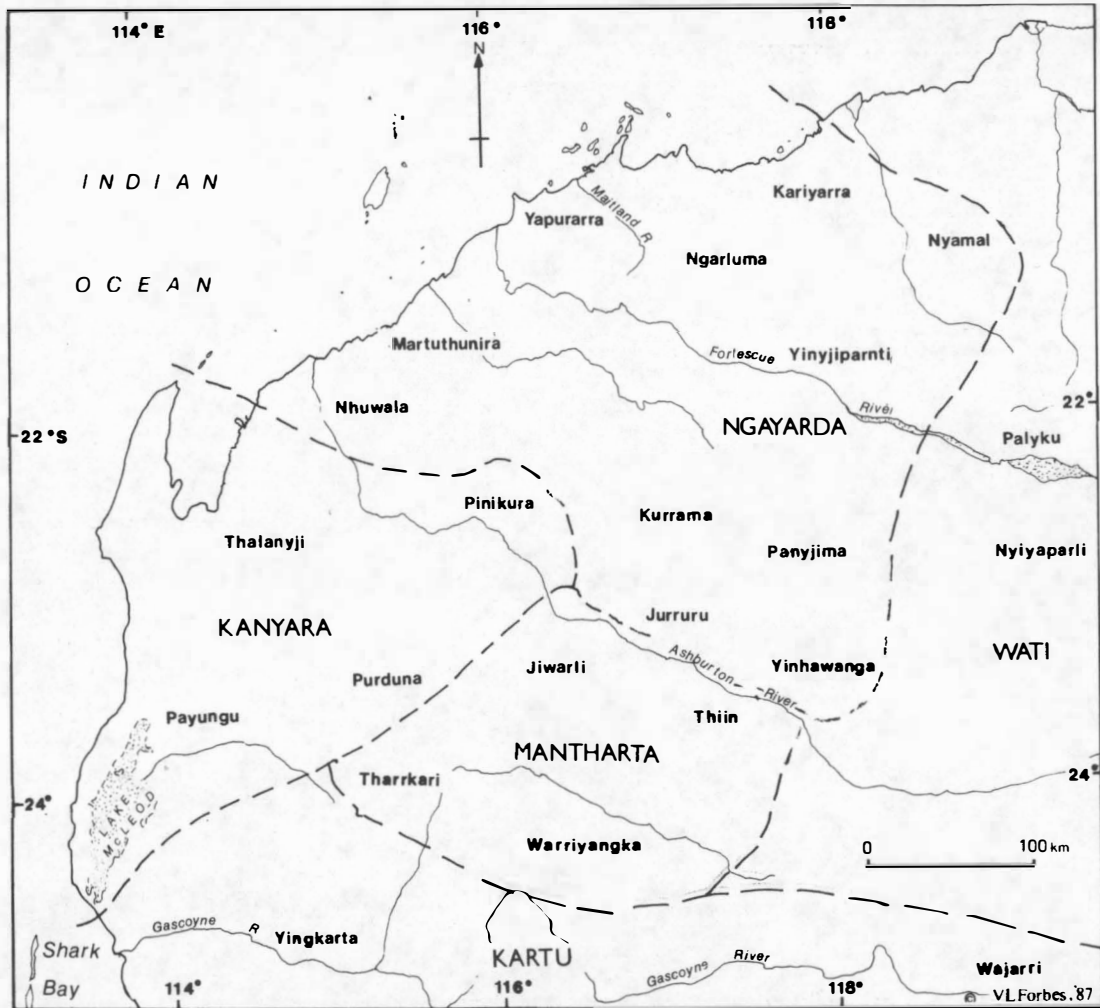 114° E
116°
118°
N
INDIAN
OCEAN
Kariyarra
Maitland R
Yapurarra
Nyamal
Ngarluma
Martuthunira
Fortescue
Yinyjiparnti
River
Nhuwala
22°
NGAYARDA
22°S
Palyku
Pinikura
Kurrama
Thalanyji
Panyjima
Nyiyaparli
Jurruru
KANYARA
WATI
Jiwarli
Ashburton
River
Yinhawanga
Purduna
Payungu
Thiin
MANTHARTA
Tharrkari
24°
24°
LAKE
McLEOD
Warriyangka
0
100 km
Gascoyne
R
Yingkarta
KARTU
Shark
Bay
Gascoyne
River
Wajarri
114°
116°
118°
VLForbes. '87